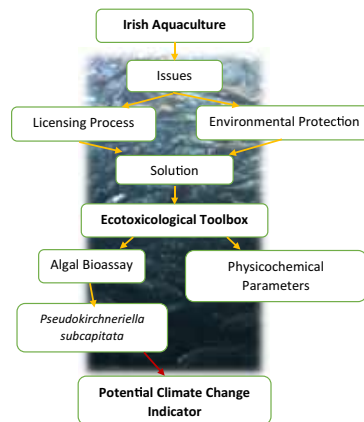 Irish Aquaculture
Issues
Licensing Process
Environmental Protection
Solution
Ecotoxicological Toolbox
Algal Bioassay
Physicochemical
Parameters
Pseudokirchneriella
subcapitata
Potential Climate Change
Indicator